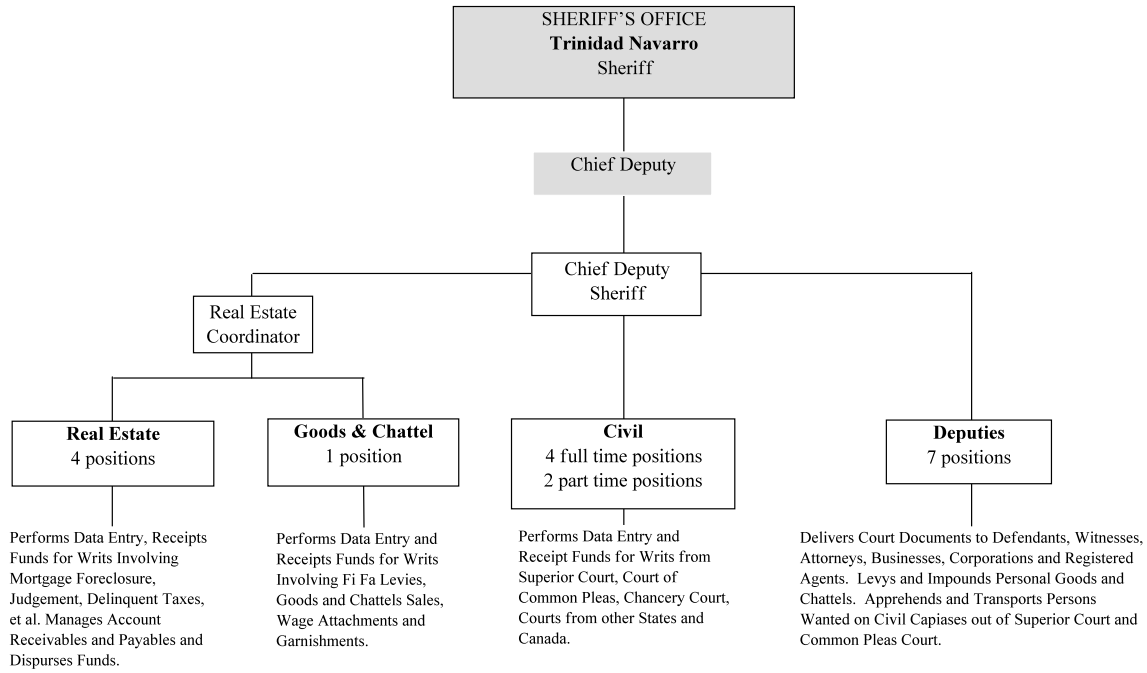 SHERIFF’S OFFICE
Trinidad Navarro
Sheriff
Chief Deputy
Chief Deputy
Sheriff
Real Estate
Coordinator
Real Estate
4 positions
Goods & Chattel
1 position
Civil
4 full time positions
2 part time positions
Deputies
7 positions
Performs Data Entry, Receipts
Funds for Writs Involving
Mortgage Foreclosure,
Judgement, Delinquent Taxes,
et al. Manages Account
Receivables and Payables and
Dispurses Funds.
Performs Data Entry and
Receipts Funds for Writs
Involving Fi Fa Levies,
Goods and Chattels Sales,
Wage Attachments and
Garnishments.
Performs Data Entry and
Receipt Funds for Writs from
Superior Court, Court of
Common Pleas, Chancery Court,
Courts from other States and
Canada.
Delivers Court Documents to Defendants, Witnesses,
Attorneys, Businesses, Corporations and Registered
Agents.  Levys and Impounds Personal Goods and
Chattels.  Apprehends and Transports Persons
Wanted on Civil Capiases out of Superior Court and
Common Pleas Court.